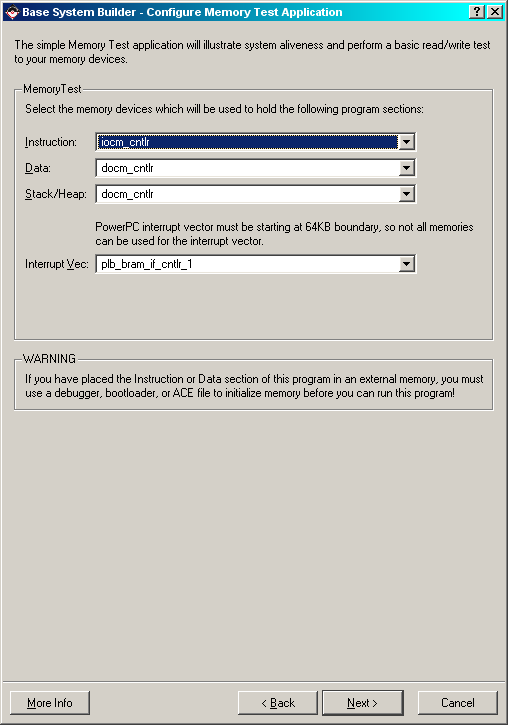 Base System Builder - Configure Memory Test Application
The simple Memory Test application will illustrate system aliveness and perform a basic read/write test
to your memory devices.
MemoryTest
Select the memory devices which will be used to hold the following program sections:
Instruction: iocm_cntlr
Data: docm_cntlr
Stack/Heap: docm_cntlr
PowerPC interrupt vector must be starting at 64KB boundary, so not all memories
can be used for the interrupt vector.
Interrupt Vec: plb_bram_if_cntlr_1
WARNING
If you have placed the Instruction or Data section of this program in an external memory, you must
use a debugger, bootloader, or ACE file to initialize memory before you can run this program!
More Info < Back Next > Cancel